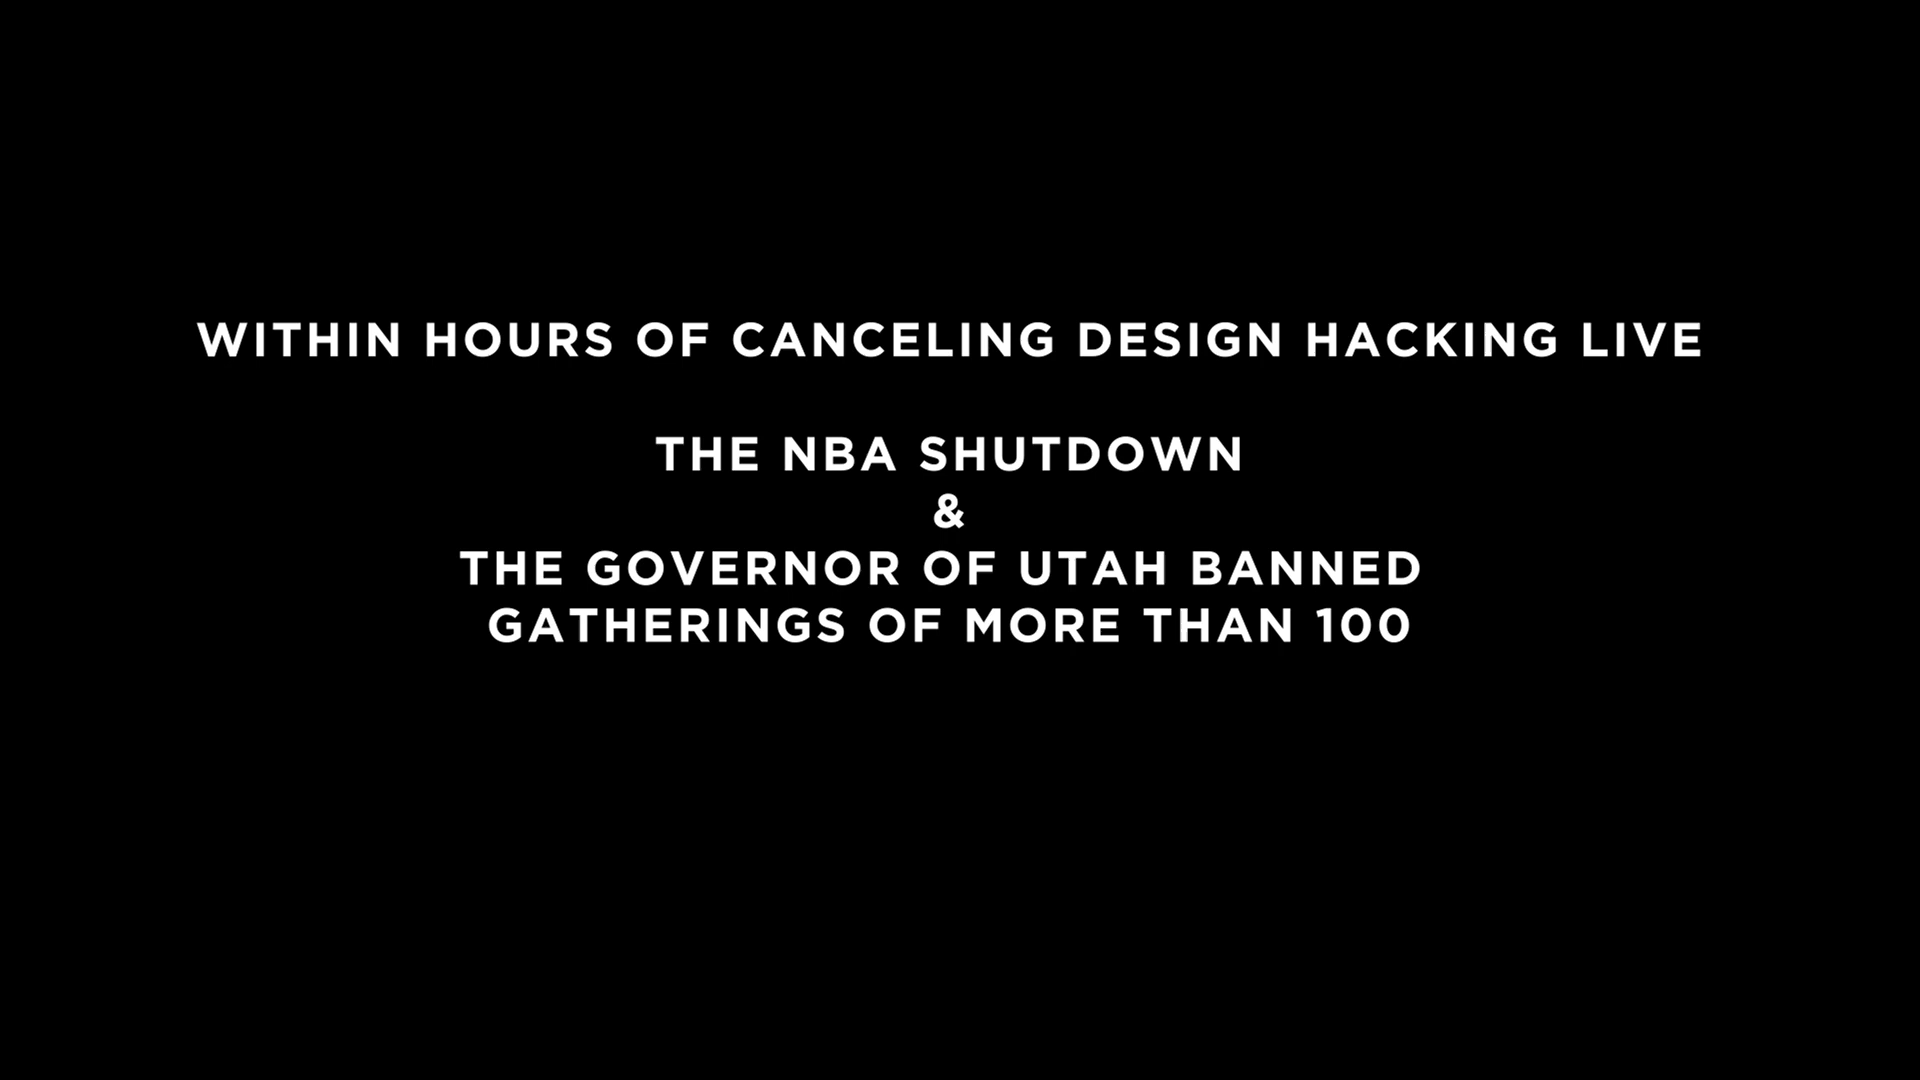 WITHIN HOURS OF CANCELING DESIGN HACKING LIVE
THE NBA SHUTDOWN
&
THE GOVERNOR OF UTAH BANNED
GATHERINGS OF MORE THAN 100